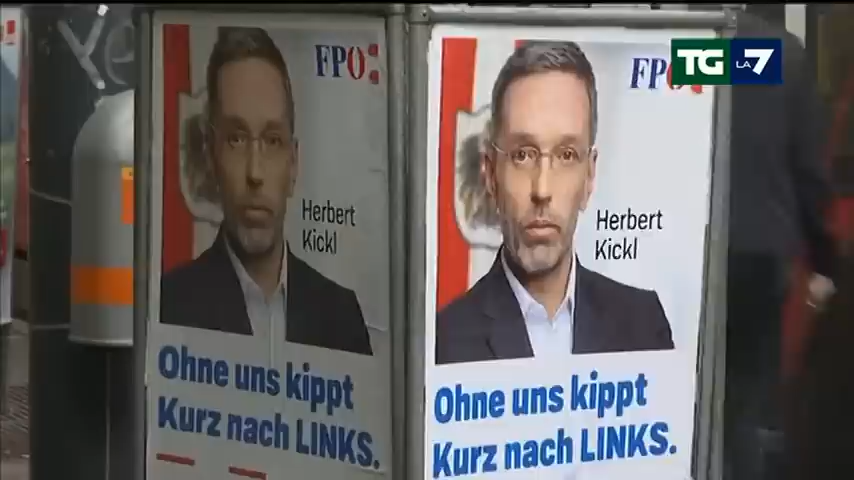 FPÖ
Herbert
Kickl
Ohne uns kippt
Kurz nach LINKS.
FPÖ
Herbert
Kickl
Ohne uns kippt
Kurz nach LINKS.
TG LA7